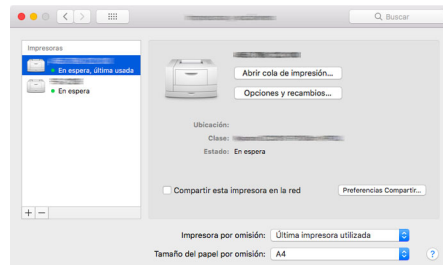 Buscar
Impresoras
En espera, última usada
En espera
Abrir cola de impresión...
Opciones y recambios...
Ubicación:
Clase:
Estado: En espera
Compartir esta impresora en la red
Preferencias Compartir...
+ −
Impresora por omisión: Última impresora utilizada
Tamaño del papel por omisión: A4
?